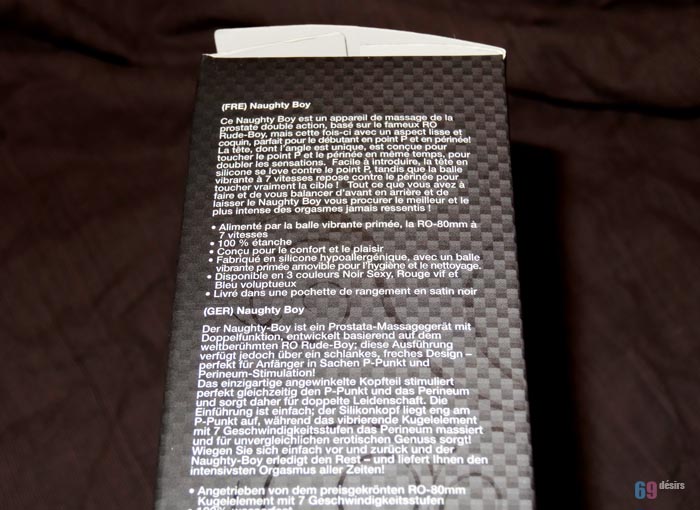 (FRE) Naughty Boy
Ce Naughty Boy est un appareil de massage de la
prostate double action, basé sur le fameux RO
Rude-Boy, mais cette fois-ci avec un aspect lisse et
coquin, parfait pour le débutant en point P et en périnée!
La tête, dont l'angle est unique, est conçue pour
toucher le point P et le périnée en même temps, pour
doubler les sensations. Facile à introduire, la tête en
silicone se love contre le point P, tandis que la balle
vibrante à 7 vitesses repose contre le périnée pour
toucher vraiment la cible ! Tout ce que vous avez à
faire et de vous balancer d'avant en arrière et de
laisser le Naughty Boy vous procurer le meilleur et le
plus intense des orgasmes jamais ressentis !
• Alimenté par la balle vibrante primée, la RO-80mm à
7 vitesses
• 100 % étanche
• Conçu pour le confort et le plaisir
• Fabriqué en silicone hypoallergénique, avec un balle
vibrante primée amovible pour l'hygiène et le nettoyage.
• Disponible en 3 couleurs Noir Sexy, Rouge vif et
Bleu voluptueux
• Livré dans une pochette de rangement en satin noir
(GER) Naughty Boy
Der Naughty-Boy ist ein Prostata-Massagegerät mit
Doppelfunktion, entwickelt basierend auf dem
weltberühmten RO Rude-Boy; diese Ausführung
verfügt jedoch über ein schlankes, freches Design –
perfekt für Anfänger in Sachen P-Punkt und
Perineum-Stimulation!
Das einzigartige angewinkelte Kopfteil stimuliert
perfekt gleichzeitig den P-Punkt und das Perineum
und sorgt daher für doppelte Leidenschaft. Die
Einführung ist einfach; der Silikonkopf liegt eng am
P-Punkt auf, während das vibrierende Kugelelement
mit 7 Geschwindigkeitsstufen das Perineum massiert
und für unvergleichlichen erotischen Genuss sorgt!
Wiegen Sie sich einfach vor und zurück und der
Naughty-Boy erledigt den Rest – und liefert Ihnen den
intensivsten Orgasmus aller Zeiten!
• Angetrieben von dem preisgekrönten RO-80mm
Kugelelement mit 7 Geschwindigkeitsstufen
• 100% wasserfest
69 désirs